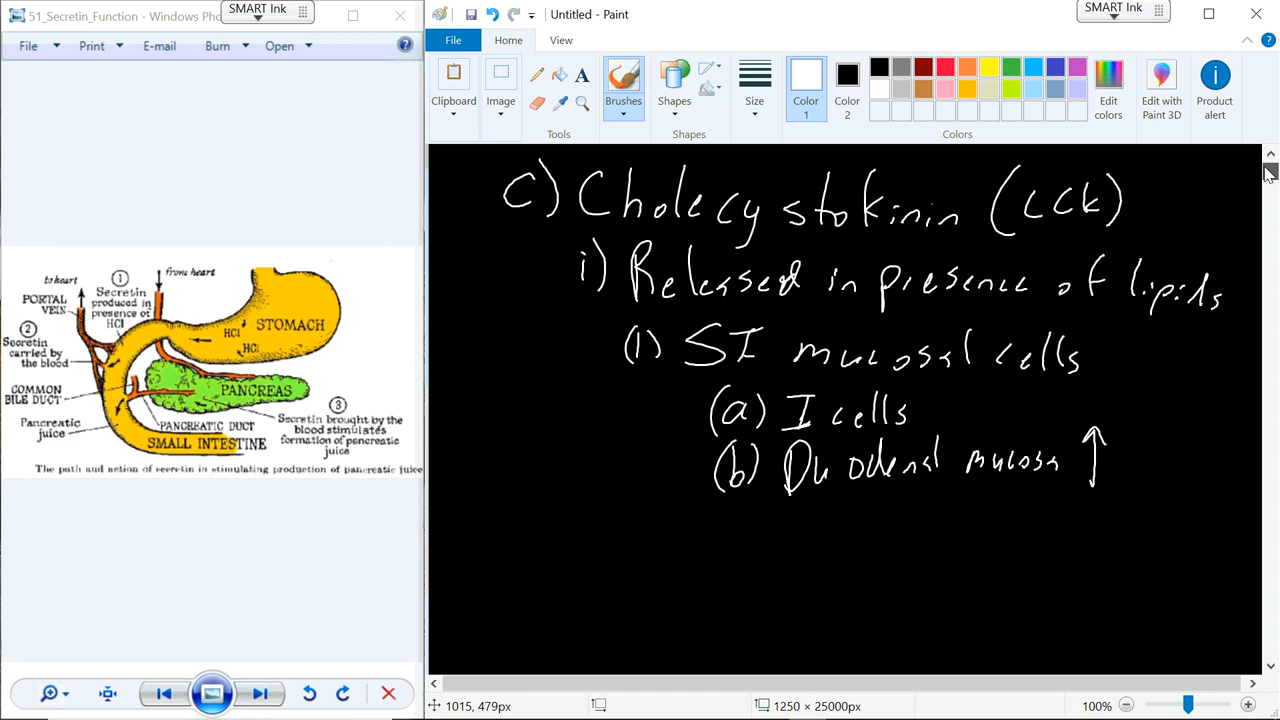 51_Secretin_Function - Windows Pho
SMART Ink
File Print E-mail Burn Open
to heart
from heart
1
PORTAL VEIN
Secretin produced in presence of HCl
STOMACH
HCl
HCl
2
Secretin carried by the blood
PANCREAS
COMMON BILE DUCT
3
Pancreatic juice
PANCREATIC DUCT
Secretin brought by the blood stimulates formation of pancreatic juice
SMALL INTESTINE
The path and action of secretin in stimulating production of pancreatic juice
Untitled - Paint
SMART Ink
File Home View
Clipboard
Image
Tools
Brushes
Shapes
Shapes
Size
Color 1
Color 2
Colors
Edit colors
Edit with Paint 3D
Product alert
C) Cholecystokinin (CCK)
i) Released in presence of lipids
(1) SI mucosal cells
(a) I cells
(b) Duodenal mucosa ↑
1015, 479px
1250 × 25000px
100%